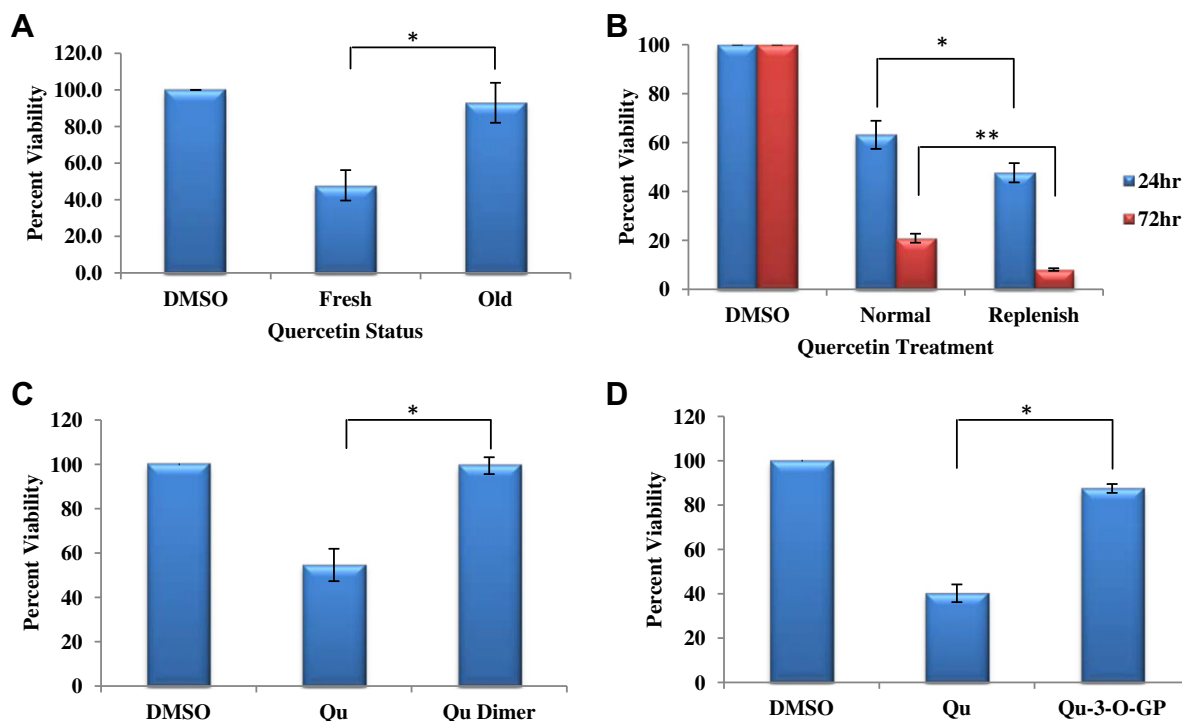 A
Percent Viability
120.0
100.0
80.0
60.0
40.0
20.0
0.0
*
DMSO Fresh Old
Quercetin Status
B
Percent Viability
100
80
60
40
20
0
*
**
24hr
72hr
DMSO Normal Replenish
Quercetin Treatment
C
Percent Viability
120
100
80
60
40
20
0
*
DMSO Qu Qu Dimer
D
Percent Viability
120
100
80
60
40
20
0
*
DMSO Qu Qu-3-O-GP